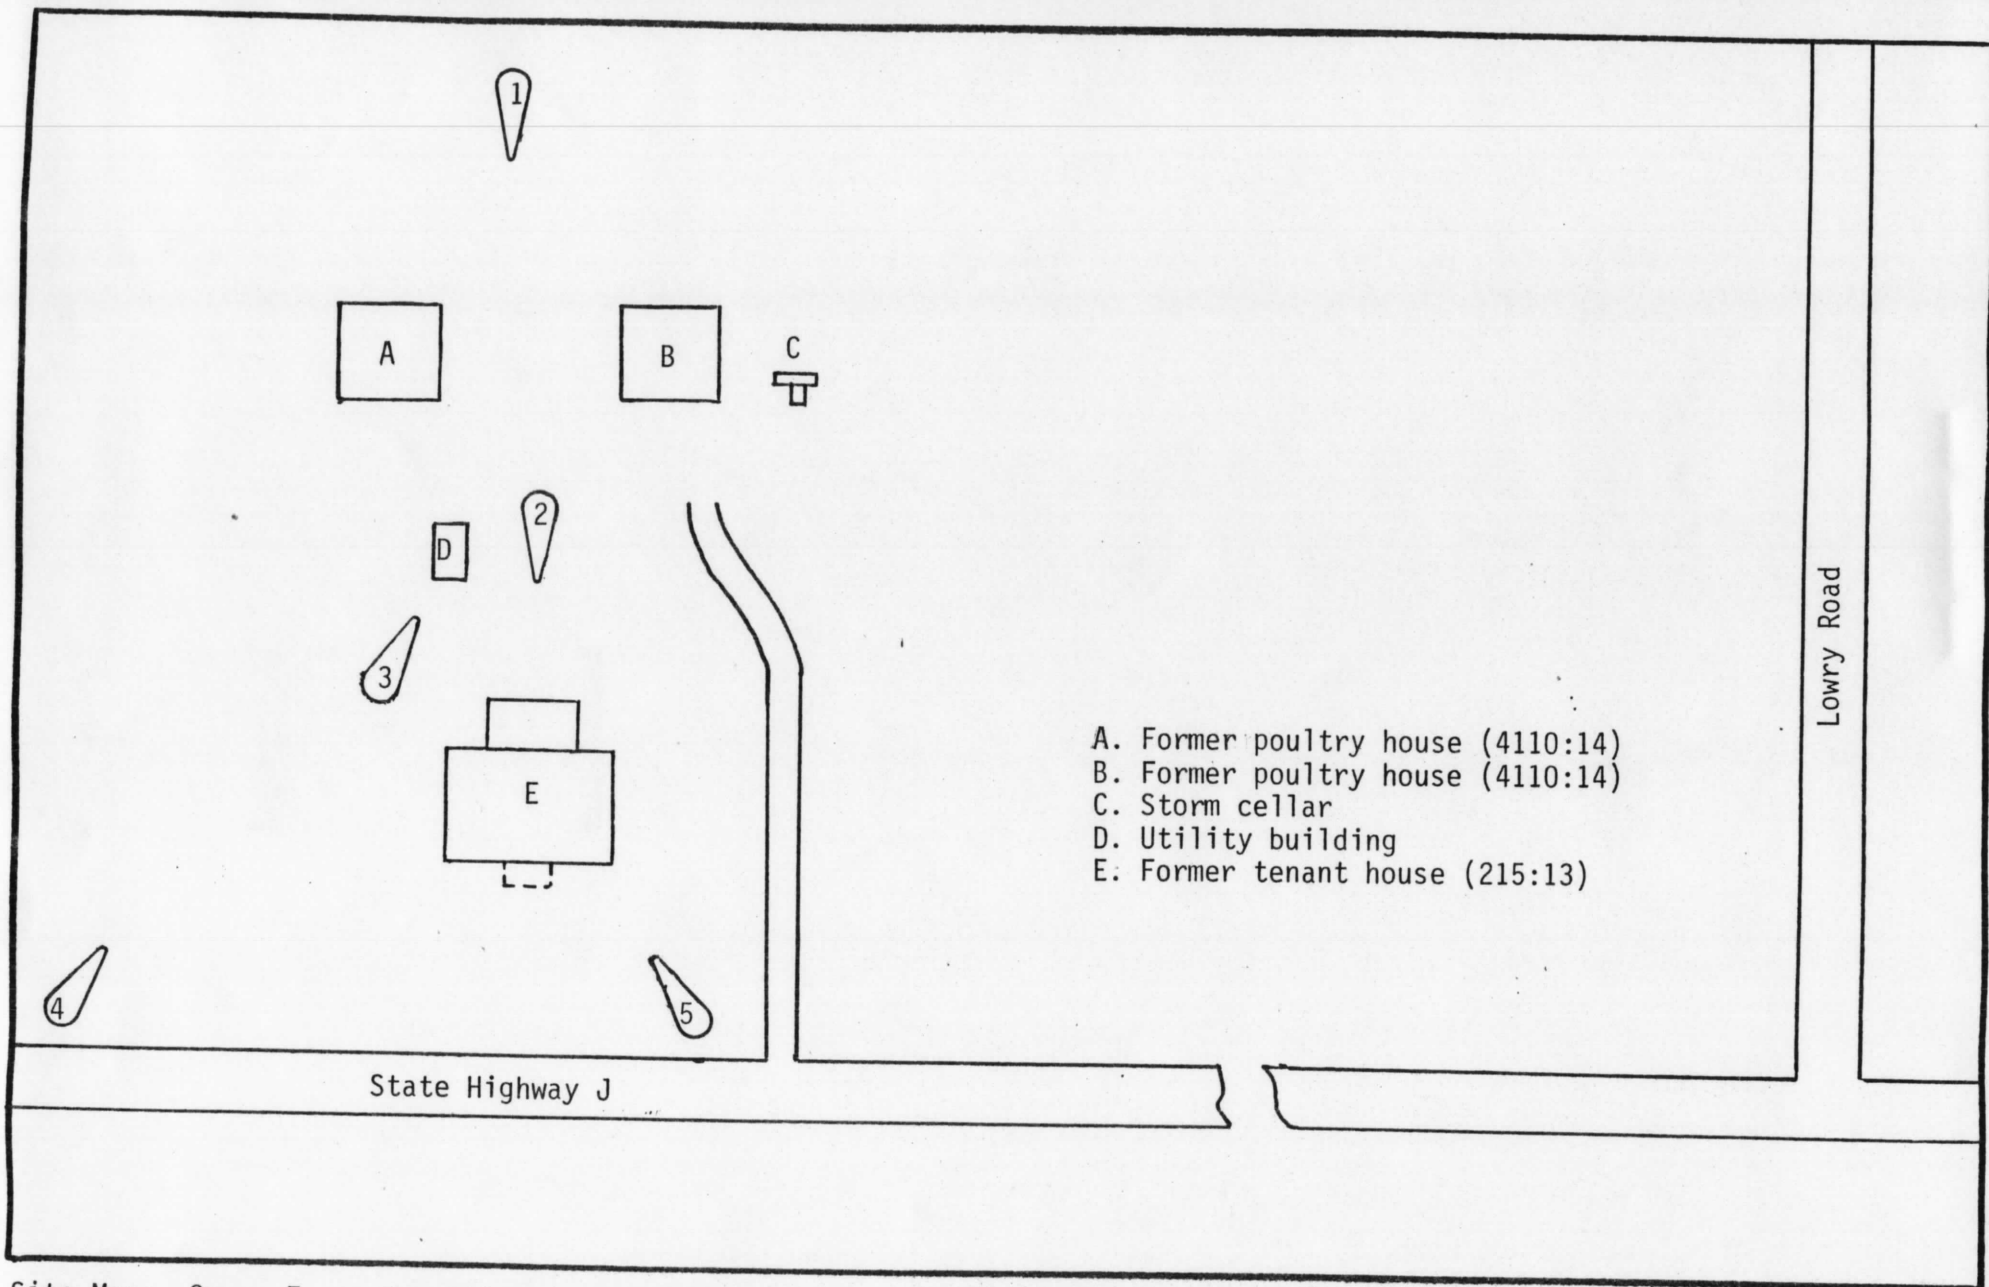 1
A
B
C
2
D
3
E
Lowry Road
A. Former poultry house (4110:14)
B. Former poultry house (4110:14)
C. Storm cellar
D. Utility building
E. Former tenant house (215:13)
4
5
State Highway J